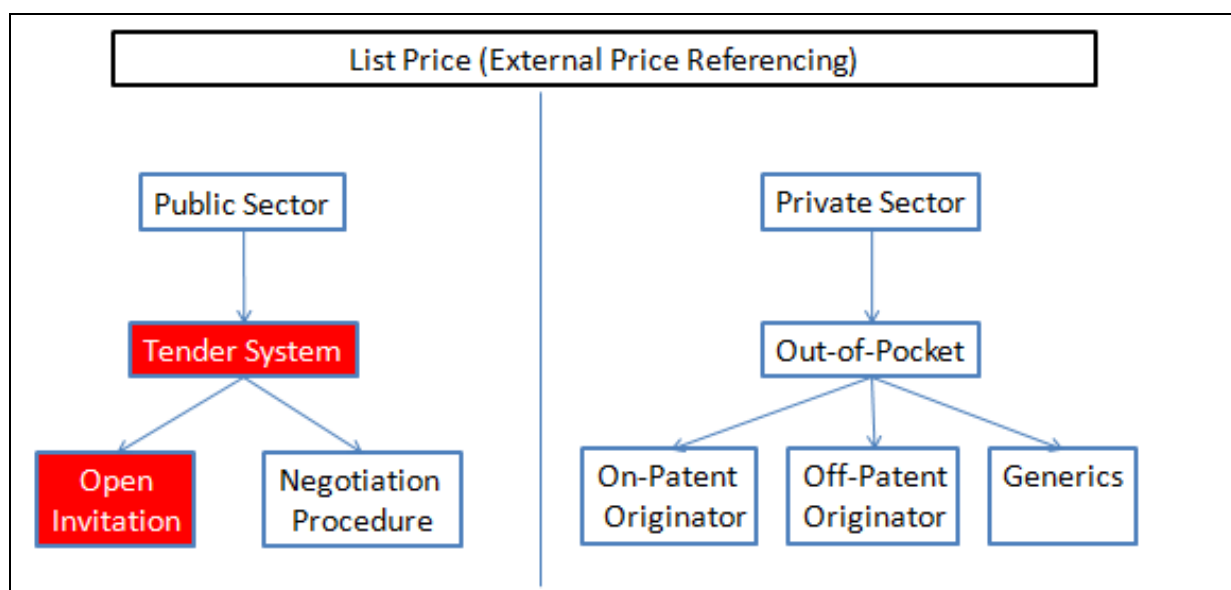 List Price (External Price Referencing)
Public Sector
Private Sector
Tender System
Out-of-Pocket
Open
Invitation
Negotiation
Procedure
On-Patent
Originator
Off-Patent
Originator
Generics